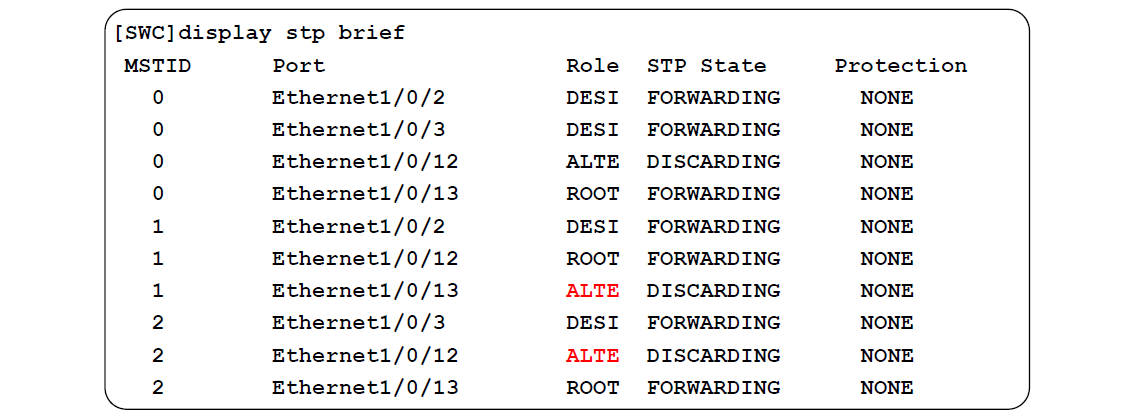 [SWC]display stp brief
MSTID Port Role STP State Protection
0 Ethernet1/0/2 DESI FORWARDING NONE
0 Ethernet1/0/3 DESI FORWARDING NONE
0 Ethernet1/0/12 ALTE DISCARDING NONE
0 Ethernet1/0/13 ROOT FORWARDING NONE
1 Ethernet1/0/2 DESI FORWARDING NONE
1 Ethernet1/0/12 ROOT FORWARDING NONE
1 Ethernet1/0/13 ALTE DISCARDING NONE
2 Ethernet1/0/3 DESI FORWARDING NONE
2 Ethernet1/0/12 ALTE DISCARDING NONE
2 Ethernet1/0/13 ROOT FORWARDING NONE